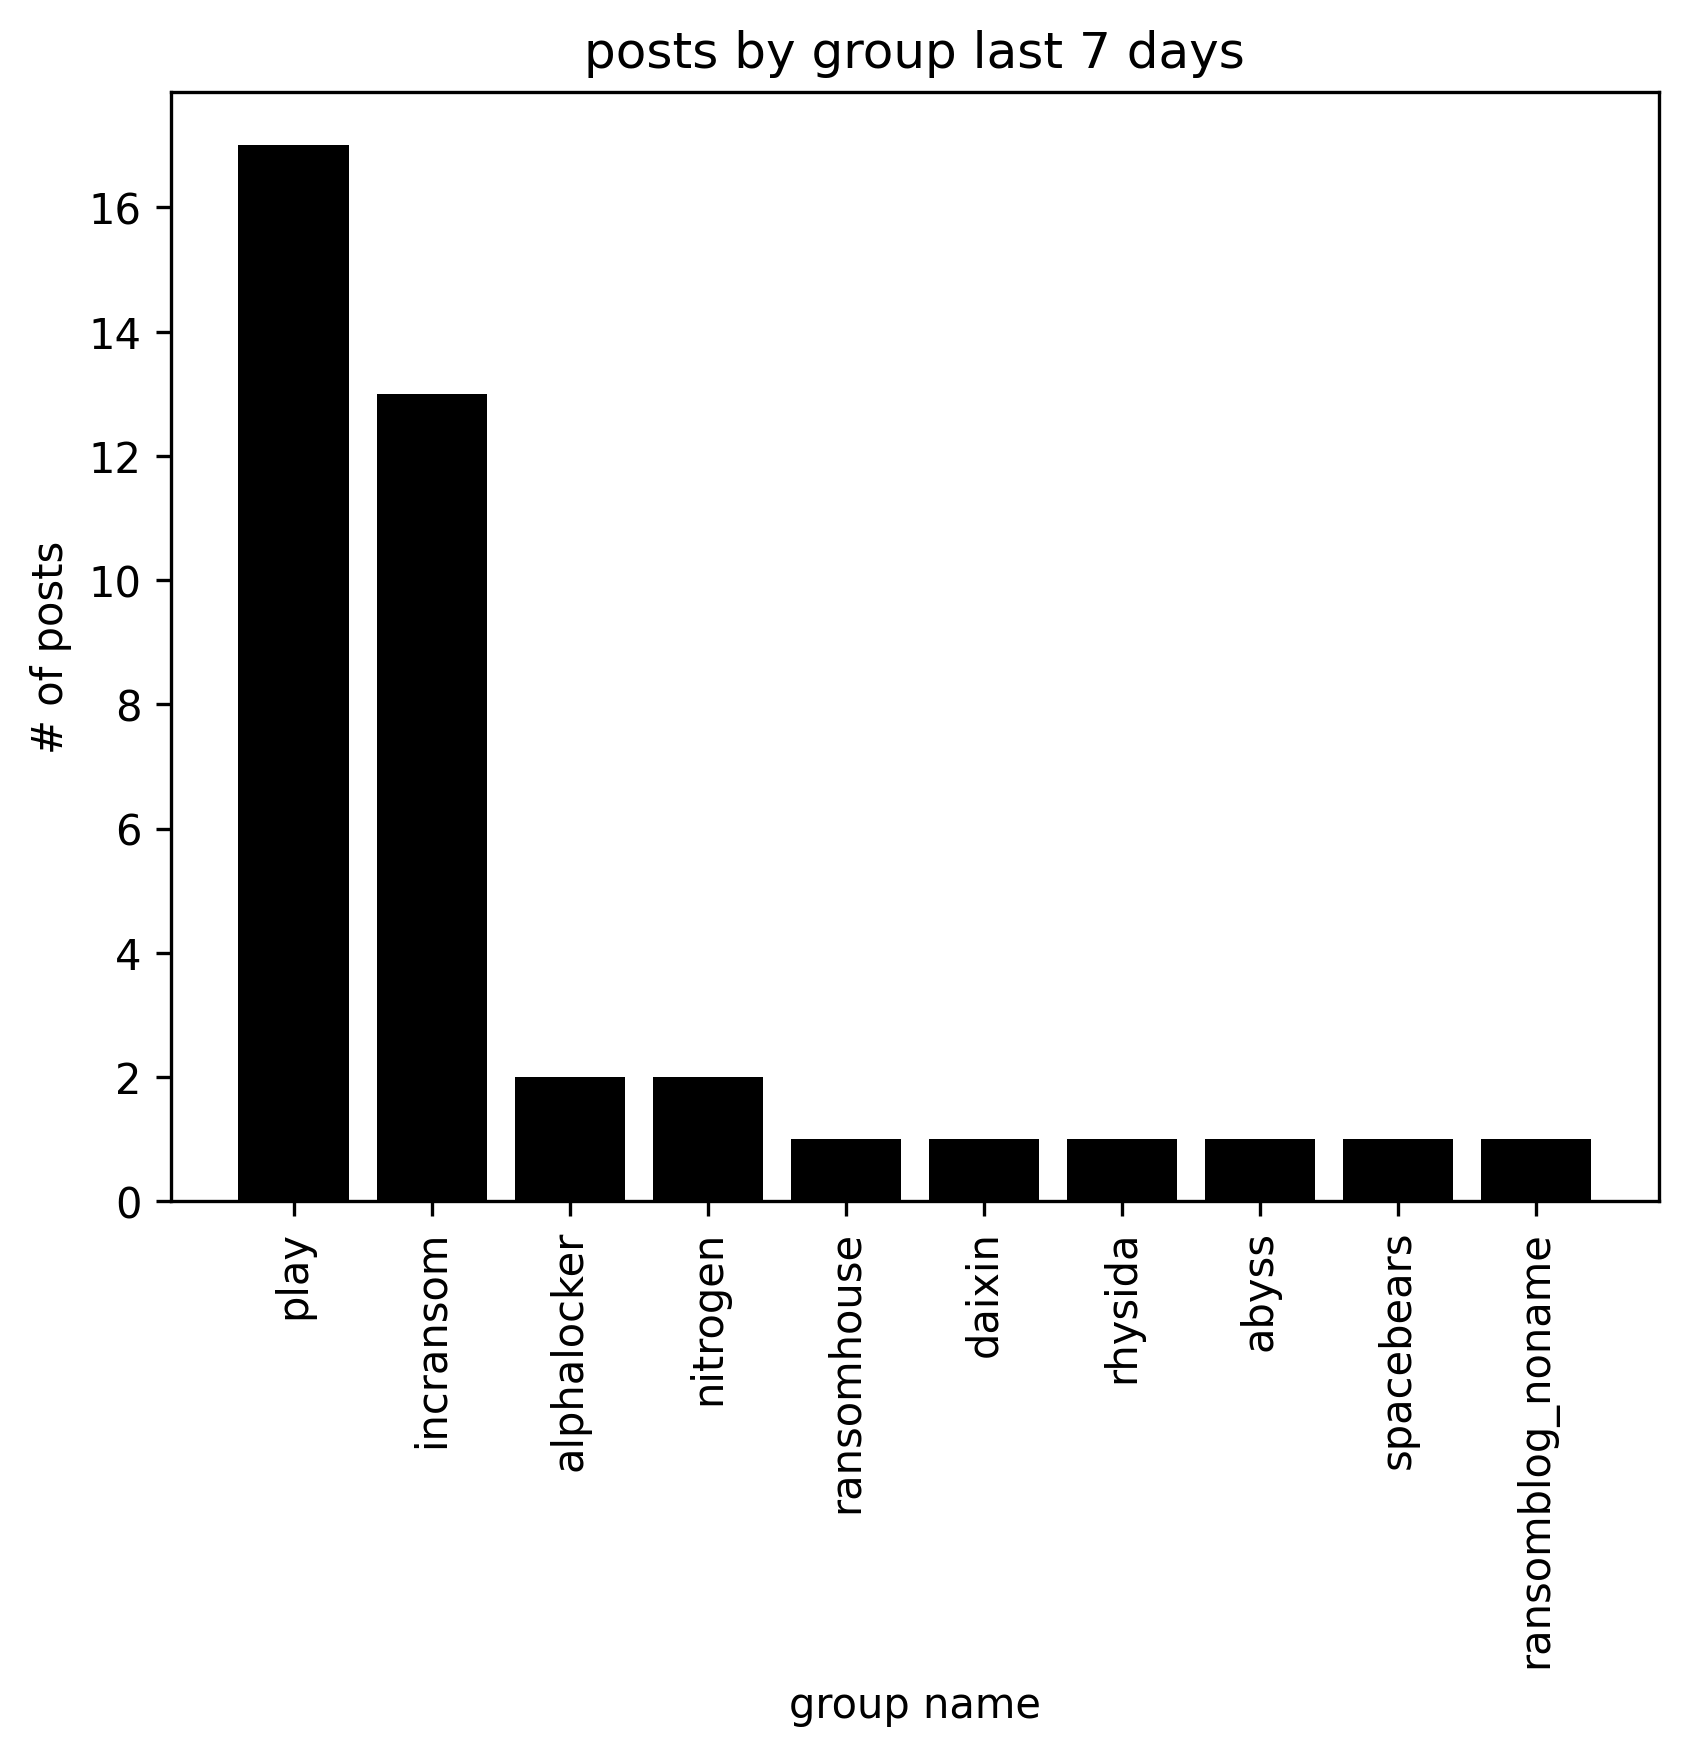 posts by group last 7 days
# of posts
16
14
12
10
8
6
4
2
0
play
incransom
alphalocker
nitrogen
ransomhouse
daixin
rhysida
abyss
spacebears
ransomblog_noname
group name